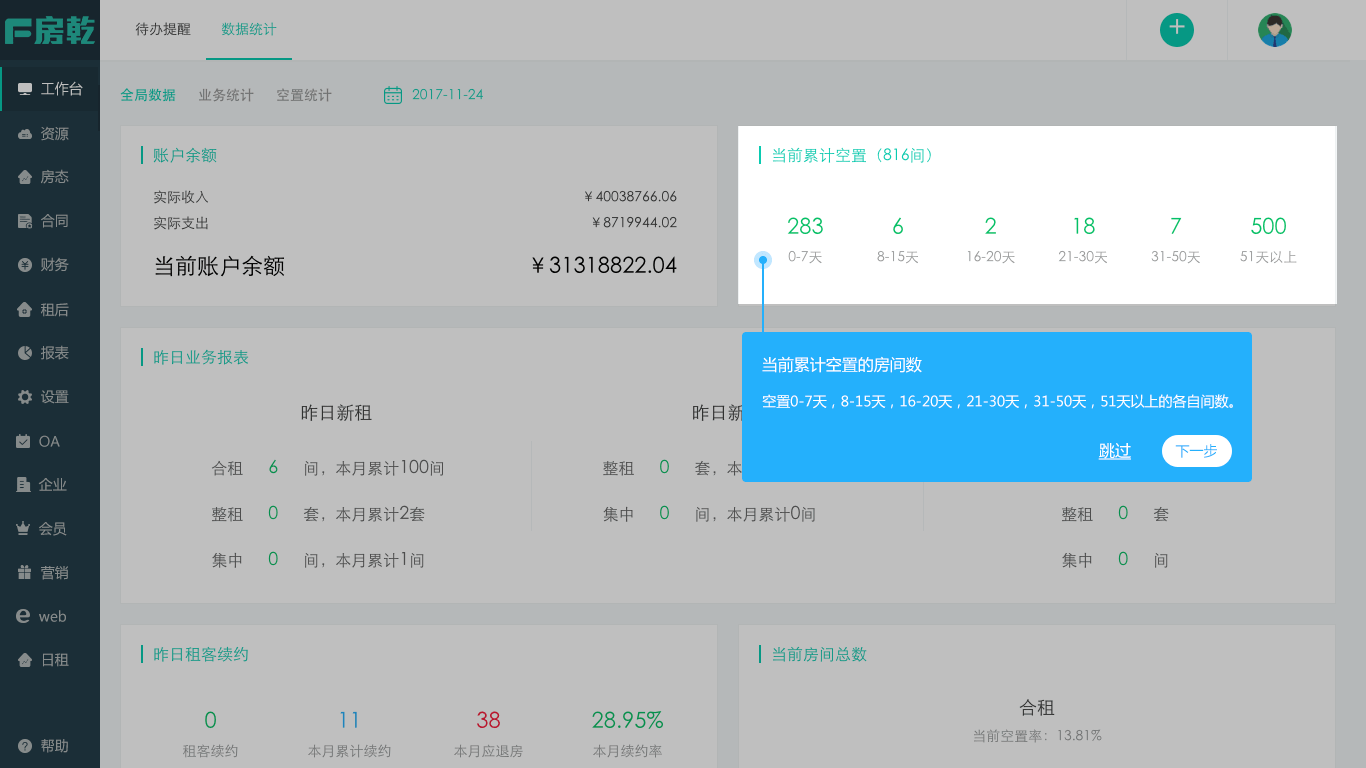 F房乾
待办提醒
数据统计
工作台
资源
房态
合同
财务
租后
报表
设置
OA
企业
会员
营销
web
日租
帮助
全局数据
业务统计
空置统计
2017-11-24
账户余额
实际收入 ¥40038766.06
实际支出 ¥8719944.02
当前账户余额 ¥31318822.04
当前累计空置（816间）
283 6 2 18 7 500
0-7天 8-15天 16-20天 21-30天 31-50天 51天以上
当前累计空置的房间数
空置0-7天，8-15天，16-20天，21-30天，31-50天，51天以上的各自间数。
跳过
下一步
昨日业务报表
昨日新租
合租 6 间，本月累计100间
整租 0 套，本月累计2套
集中 0 间，本月累计1间
昨日新
整租 0 套，本
集中 0 间，本月累计0间
整租 0 套
集中 0 间
昨日租客续约
0 11 38 28.95%
租客续约 本月累计续约 本月应退房 本月续约率
当前房间总数
合租
当前空置率：13.81%